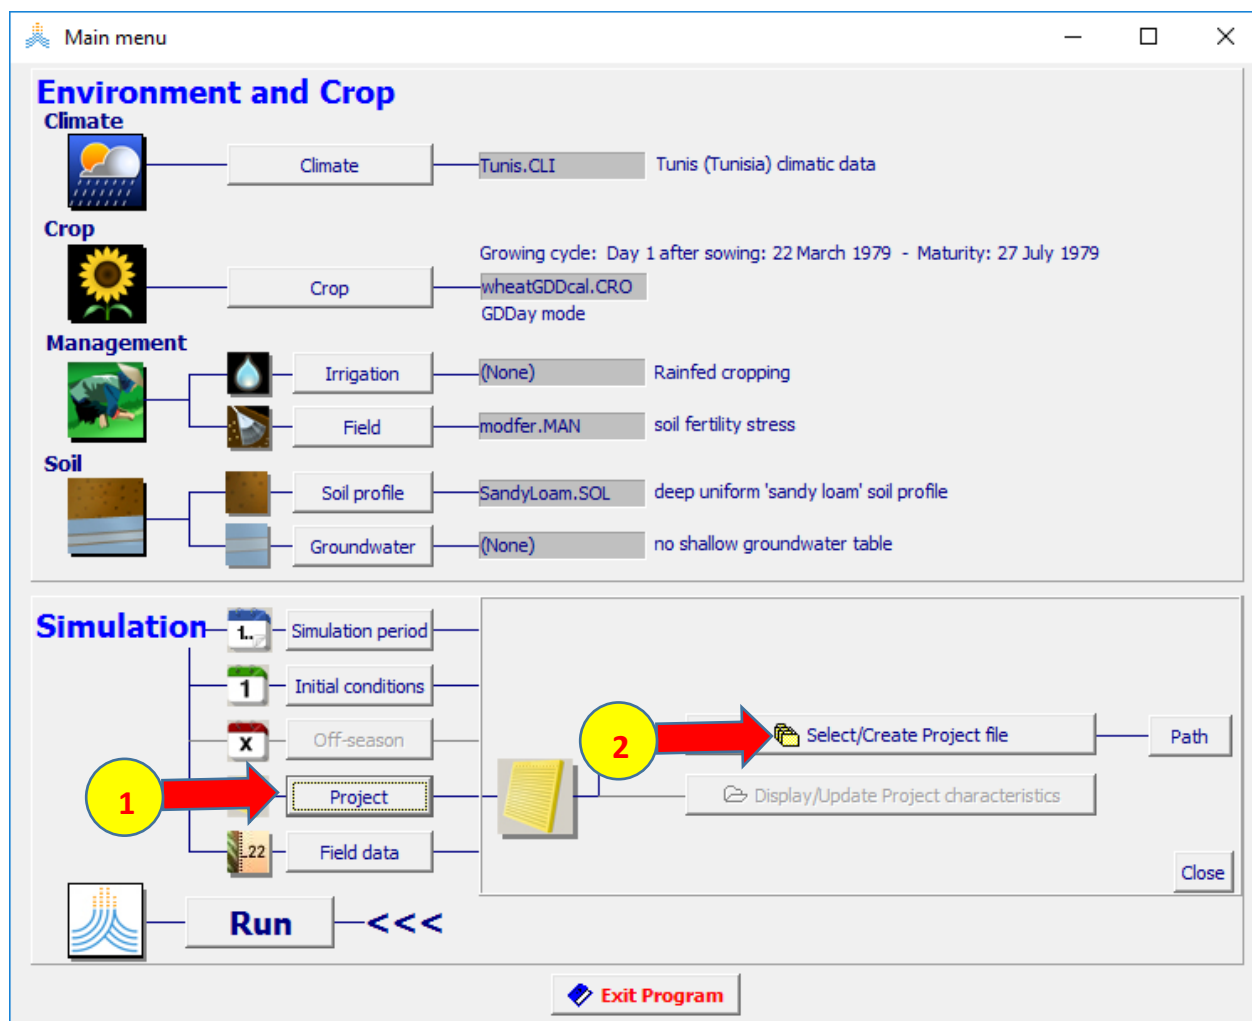 Main menu
Environment and Crop
Climate
Climate Tunis.CLI Tunis (Tunisia) climatic data
Crop
Growing cycle: Day 1 after sowing: 22 March 1979 - Maturity: 27 July 1979
Crop wheatGDDcal.CRO
GDDay mode
Management
Irrigation (None) Rainfed cropping
Field modfer.MAN soil fertility stress
Soil
Soil profile SandyLoam.SOL deep uniform 'sandy loam' soil profile
Groundwater (None) no shallow groundwater table
Simulation 1.. Simulation period
1 Initial conditions
X Off-season
2 Select/Create Project file Path
1 Project Display/Update Project characteristics
.22 Field data
Close
Run <<<
Exit Program